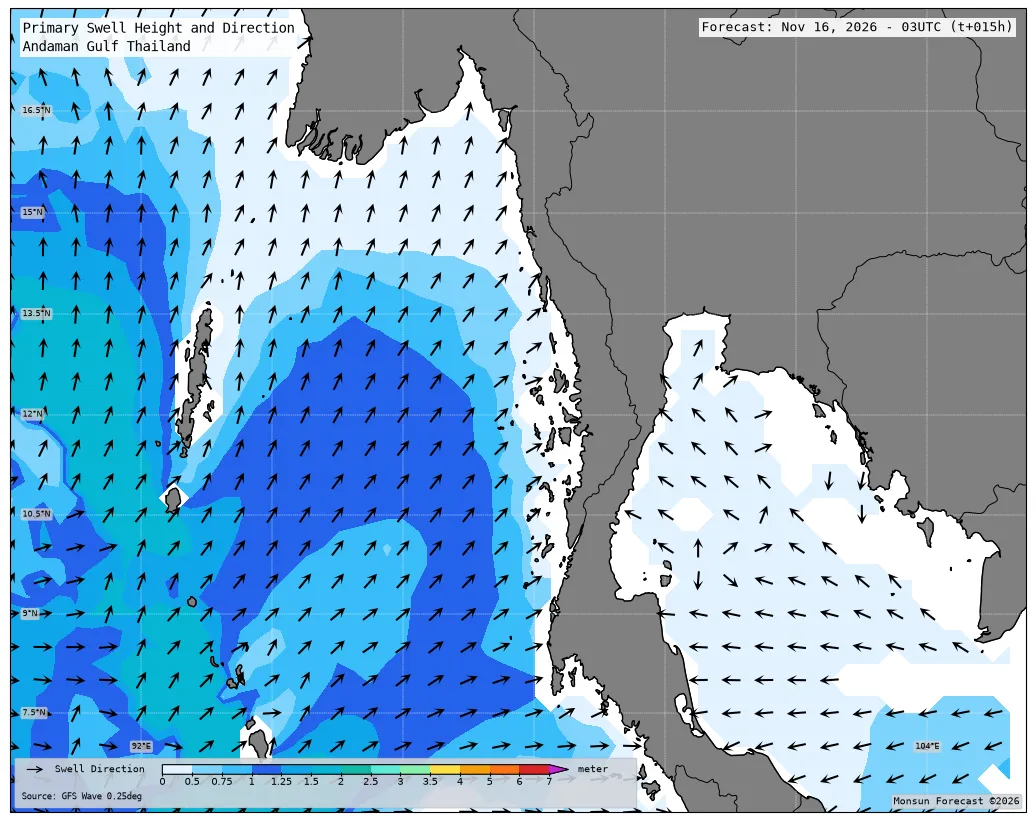 Primary Swell Height and Direction
Andaman Gulf Thailand
Forecast: Nov 16, 2026 - 03UTC (t+015h)
16.5°N
15°N
13.5°N
12°N
10.5°N
9°N
7.5°N
92°E
104°E
Swell Direction
meter
0 0.5 0.75 1 1.25 1.5 2 2.5 3 3.5 4 5 6 7
Source: GFS Wave 0.25deg
Monsun Forecast ©2026